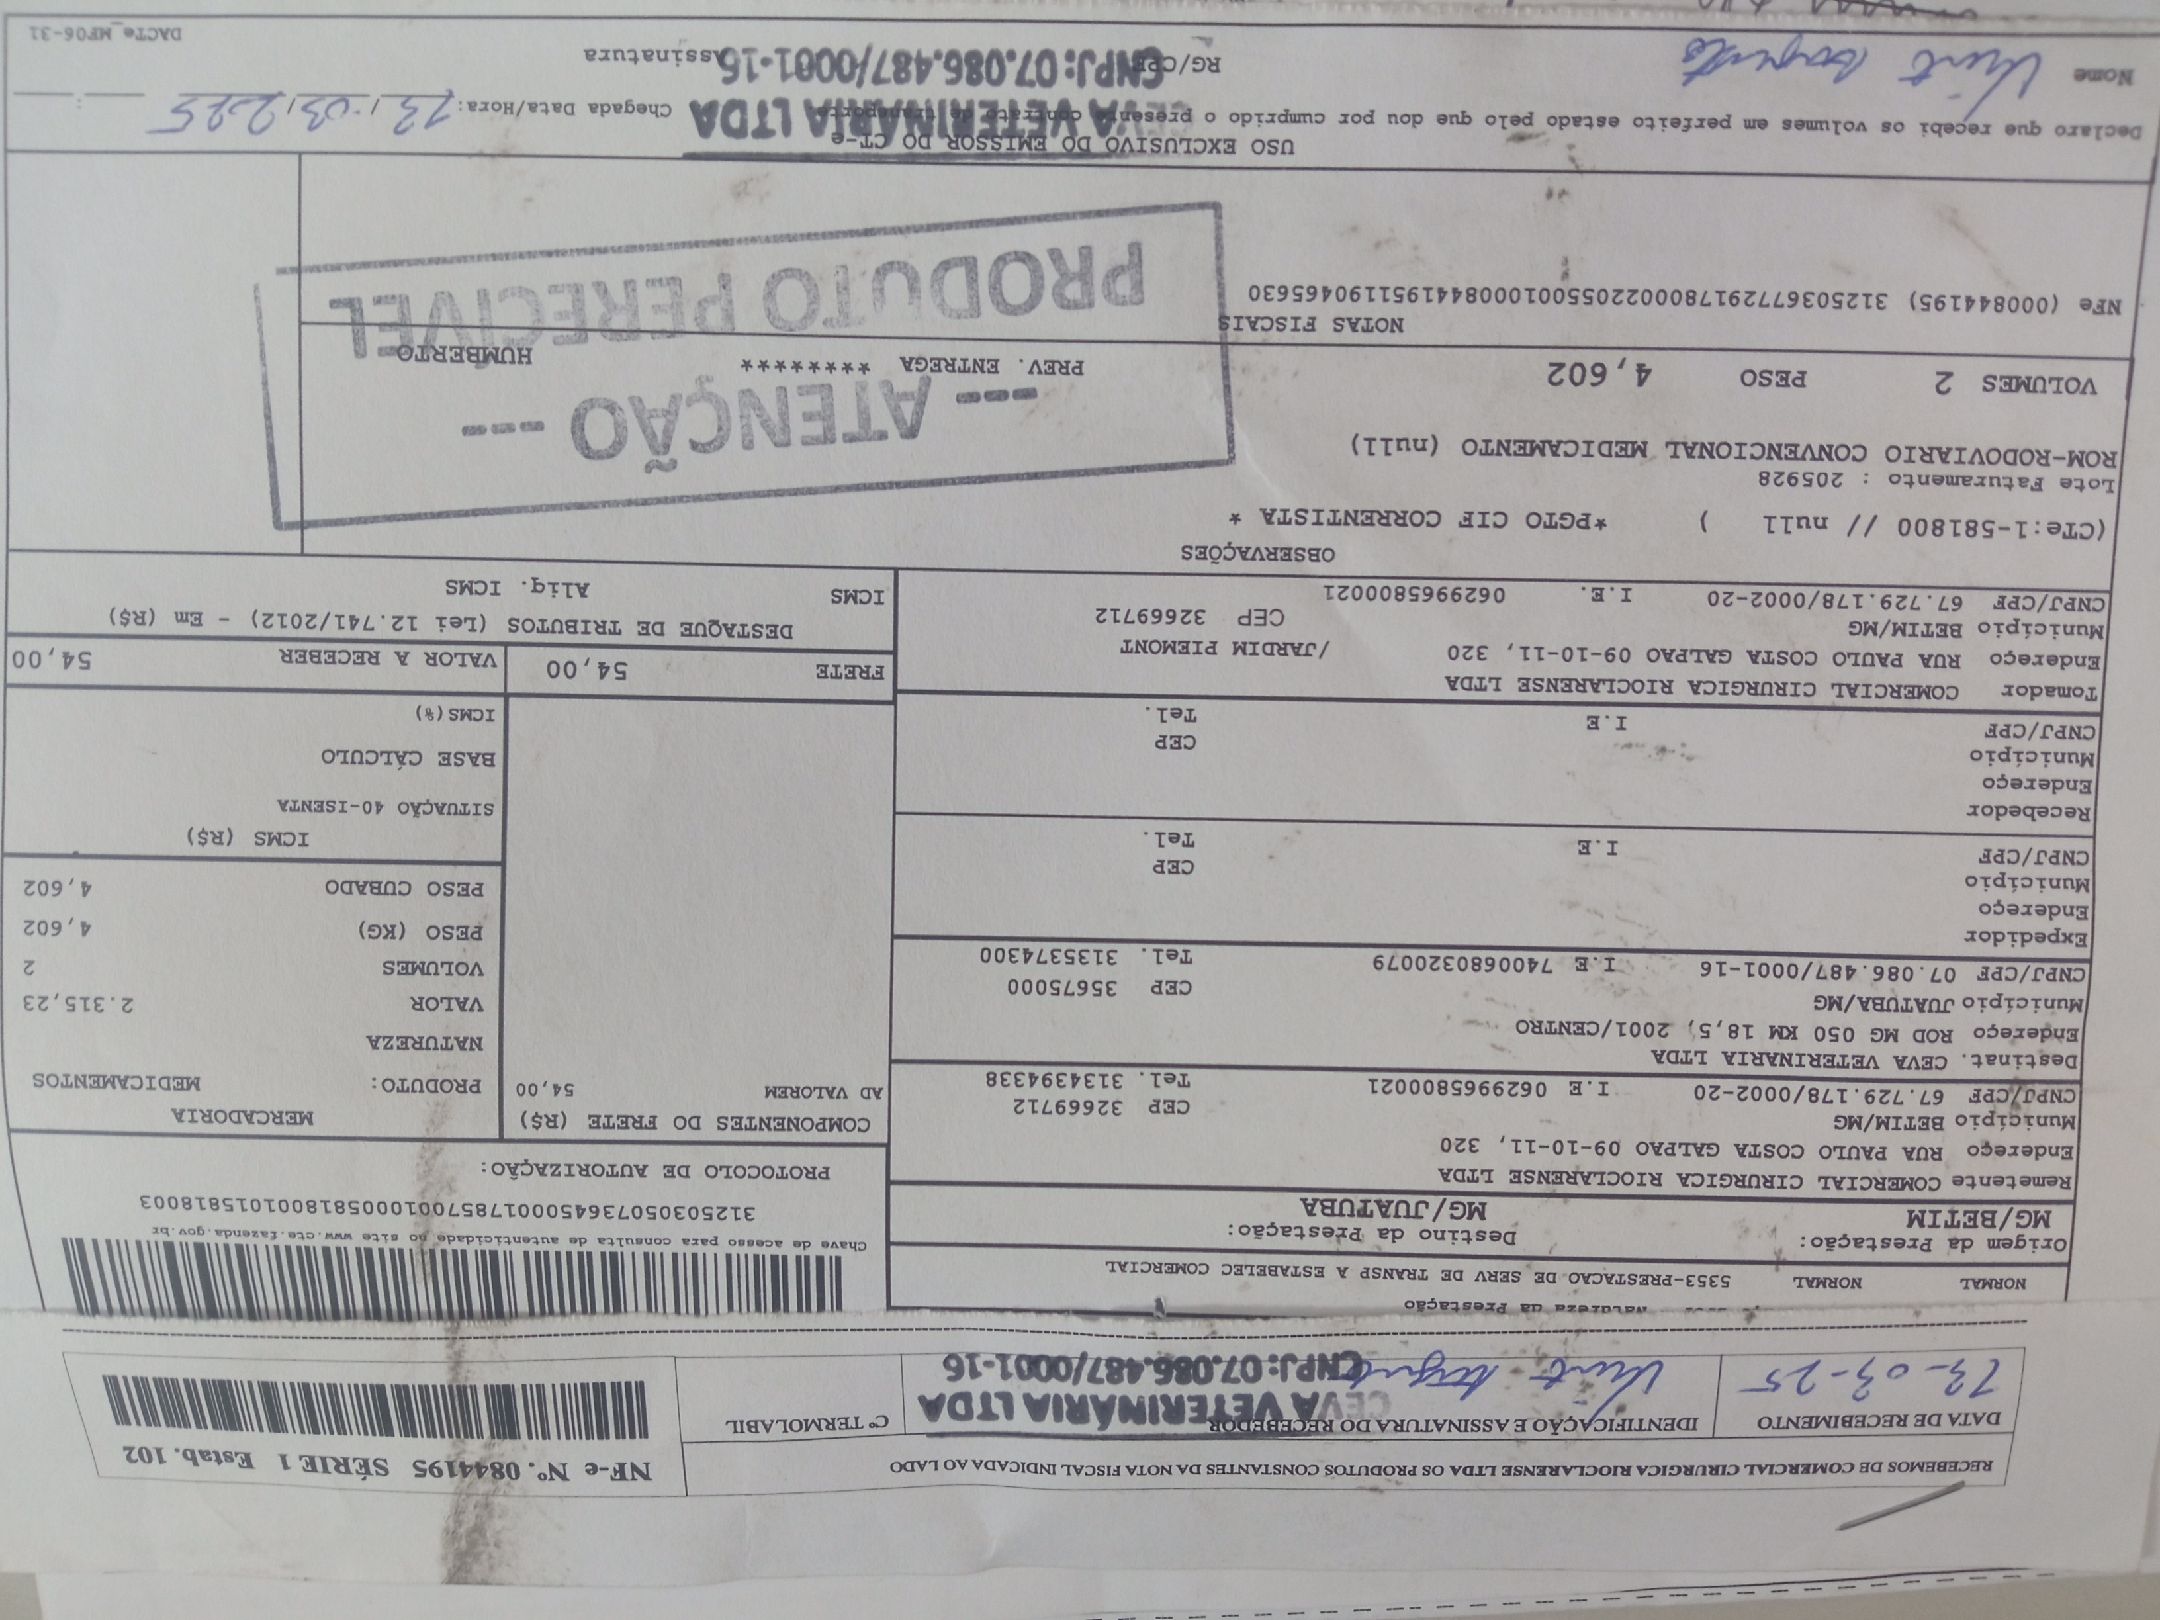 RECEBEMOS DE COMERCIAL CIRURGICA RIOCLARENSE LTDA OS PRODUTOS CONSTANTES DA NOTA FISCAL INDICADA AO LADO
NF-e Nº. 0844195 SÉRIE 1 Estab. 102
DATA DE RECEBIMENTO
13-03-25
IDENTIFICAÇÃO E ASSINATURA DO RECEBEDOR
CEVA VETERINÁRIA LTDA
CNPJ: 07.086.487/0001-16
C° TERMOLABIL
Natureza da Prestação
NORMAL NORMAL 5353-PRESTACAO DE SERV DE TRANSP A ESTABELEC COMERCIAL
Origem da Prestação: Destino da Prestação:
MG/BETIM MG/JUATUBA
Chave de acesso para consulta de autenticidade no site www.cte.fazenda.gov.br
31250305073645000178570010005818001015818003
PROTOCOLO DE AUTORIZAÇÃO:
Remetente COMERCIAL CIRURGICA RIOCLARENSE LTDA
Endereço RUA PAULO COSTA GALPAO 09-10-11, 320
Município BETIM/MG CEP 32669712
CNPJ/CPF 67.729.178/0002-20 I.E 0629965800021 Tel. 3134394338
Destinat. CEVA VETERINARIA LTDA
Endereço ROD MG 050 KM 18,5, 2001/CENTRO
Município JUATUBA/MG CEP 35675000
CNPJ/CPF 07.086.487/0001-16 I.E 7400680320079 Tel. 3135374300
Expedidor
Endereço
Município CEP
CNPJ/CPF I.E Tel.
Recebedor
Endereço
Município CEP
CNPJ/CPF I.E Tel.
Tomador COMERCIAL CIRURGICA RIOCLARENSE LTDA
Endereço RUA PAULO COSTA GALPAO 09-10-11, 320 /JARDIM PIEMONT
Município BETIM/MG CEP 32669712
CNPJ/CPF 67.729.178/0002-20 I.E. 0629965800021
COMPONENTES DO FRETE (R$)
AD VALOREM 54,00
MERCADORIA
PRODUTO: MEDICAMENTOS
NATUREZA
VALOR 2.315,23
VOLUMES 2
PESO (KG) 4,602
PESO CUBADO 4,602
ICMS (R$)
SITUAÇÃO 40-ISENTA
BASE CÁLCULO
ICMS(%)
FRETE 54,00
VALOR A RECEBER 54,00
DESTAQUE DE TRIBUTOS (Lei 12.741/2012) - Em (R$)
ICMS Aliq. ICMS
OBSERVAÇÕES
(CTe:1-581800 // null ) *PGTO CIF CORRENTISTA *
Lote Faturamento : 205928
ROM-RODOVIARIO CONVENCIONAL MEDICAMENTO (null)
VOLUMES 2 PESO 4,602
PREV. ENTREGA ******** HUMBERTO
--- ATENÇÃO ---
PRODUTO PERECÍVEL
NOTAS FISCAIS
NFe (000844195) 31250367729178000220550010008441951190465630
USO EXCLUSIVO DO EMISSOR DO CT-e
Declaro que recebi os volumes em perfeito estado pelo que dou por cumprido o presente contrato de transporte
Chegada Data/Hora: 13/03/2025 __:__
CEVA VETERINÁRIA LTDA
CNPJ: 07.086.487/0001-16
Nome RG/CPF Assinatura
DACTe_MF06-31